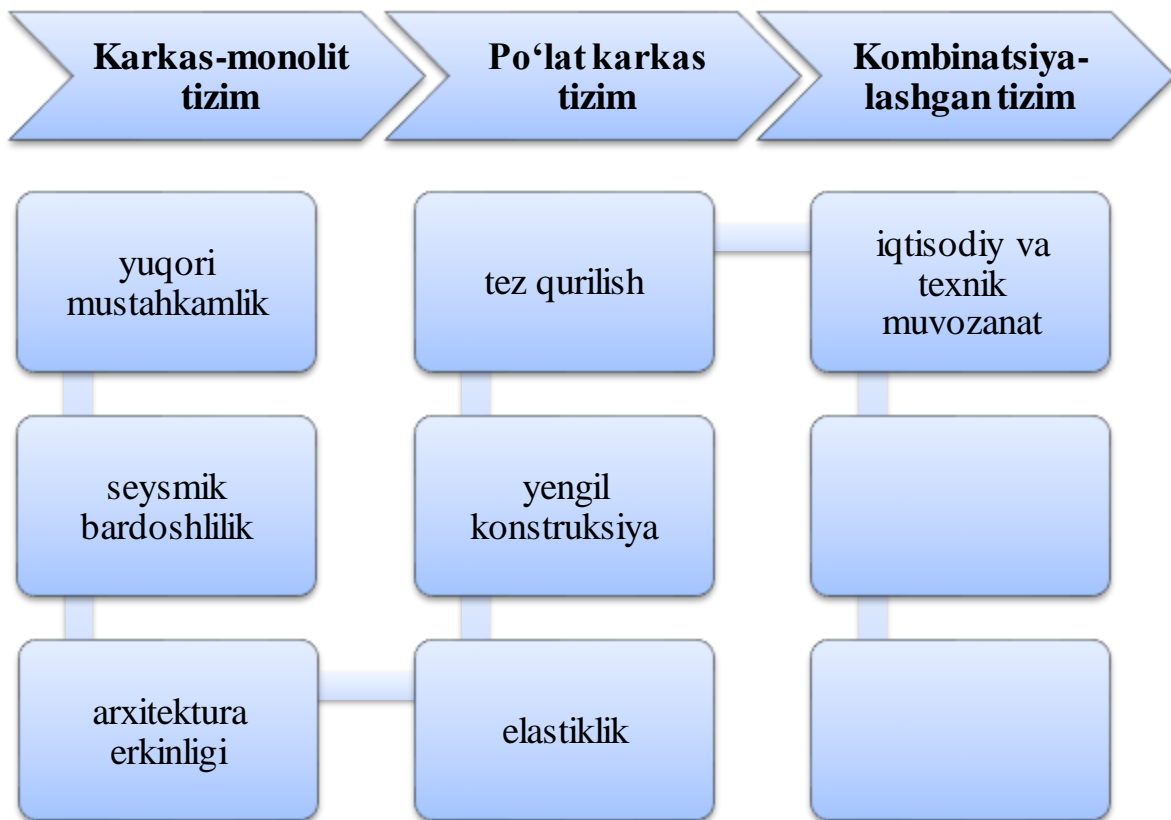 Karkas-monolit
tizim
Po‘lat karkas
tizim
Kombinatsiya-
lashgan tizim
yuqori
mustahkamlik
seysmik
bardoshlilik
arxitektura
erkinligi
tez qurilish
yengil
konstruksiya
elastiklik
iqtisodiy va
texnik
muvozanat